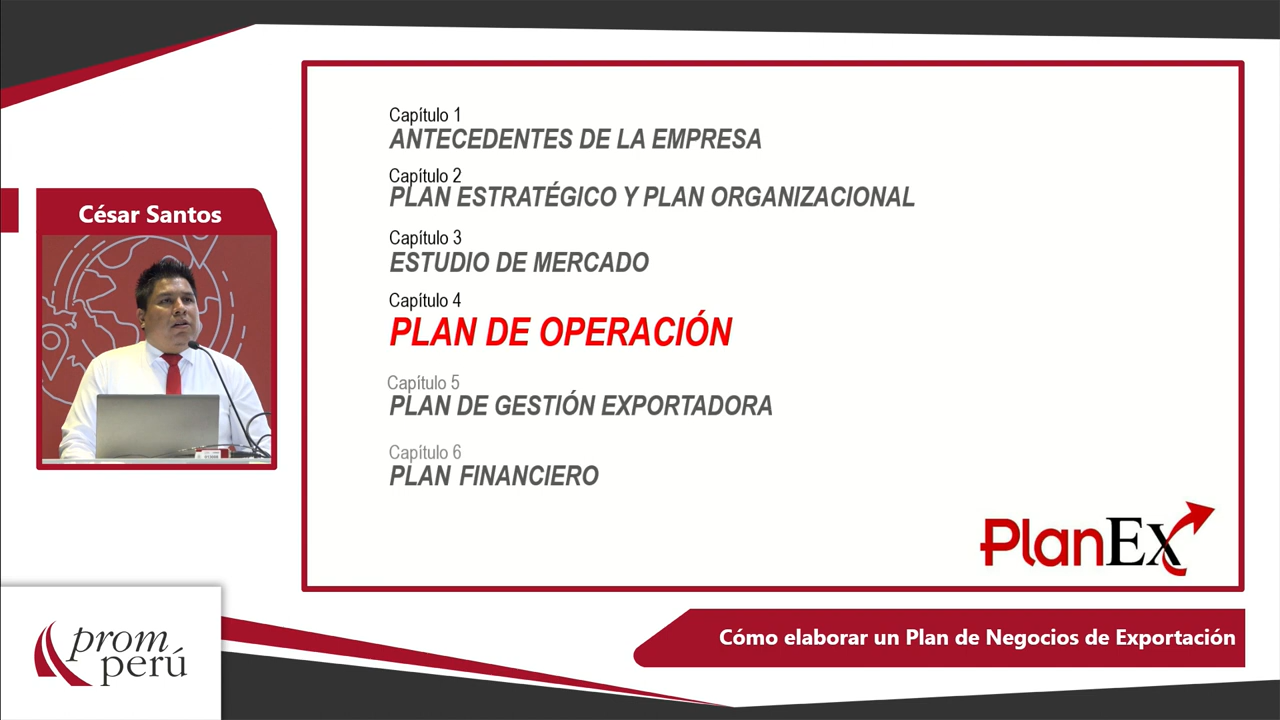 César Santos
Capítulo 1
ANTECEDENTES DE LA EMPRESA
Capítulo 2
PLAN ESTRATÉGICO Y PLAN ORGANIZACIONAL
Capítulo 3
ESTUDIO DE MERCADO
Capítulo 4
PLAN DE OPERACIÓN
Capítulo 5
PLAN DE GESTIÓN EXPORTADORA
Capítulo 6
PLAN FINANCIERO
PlanEx
Cómo elaborar un Plan de Negocios de Exportación
prom
perú